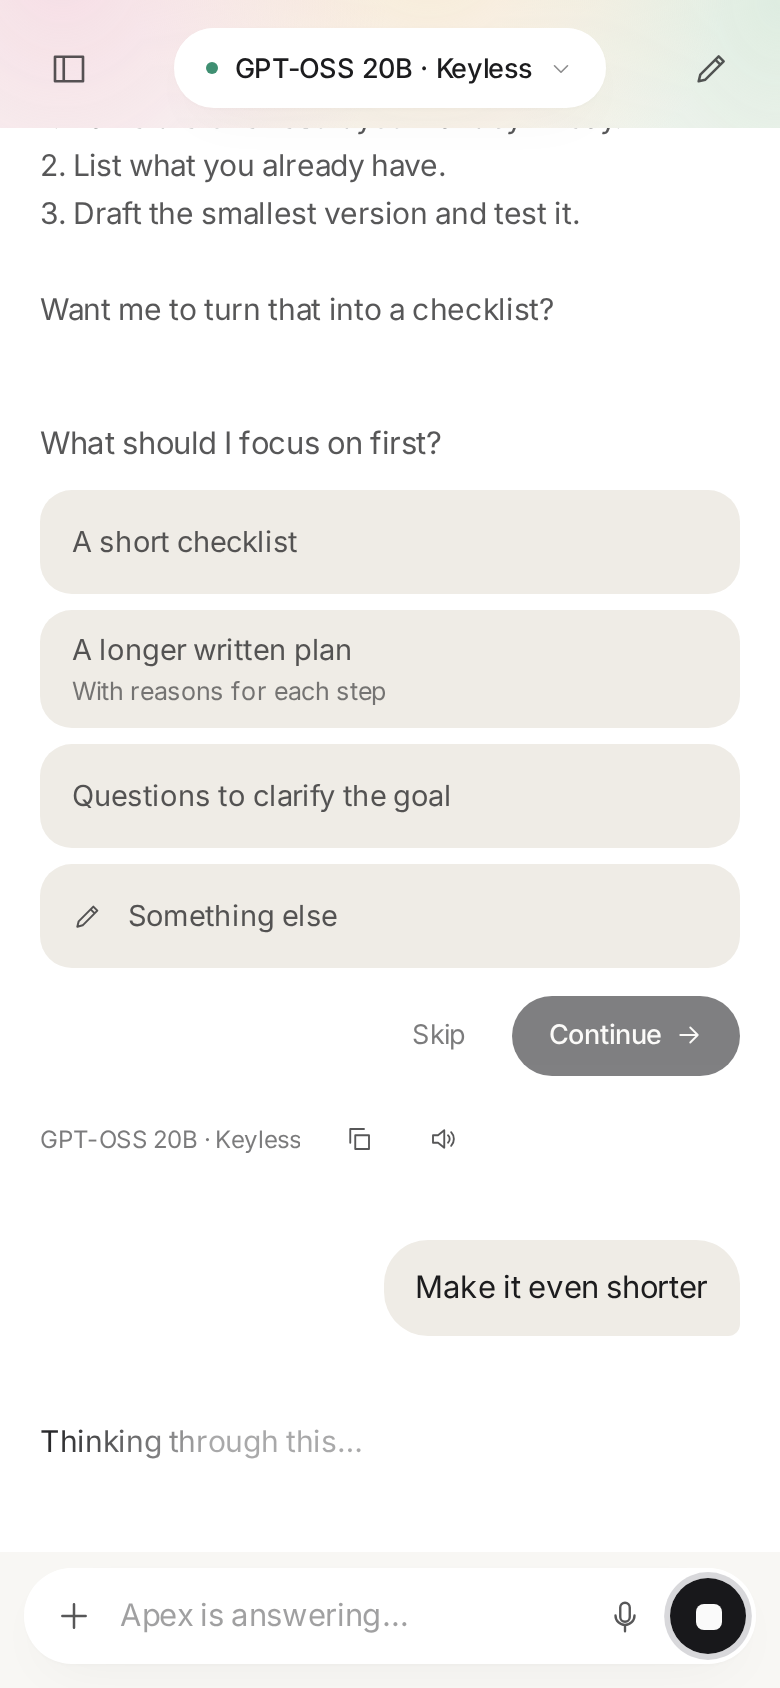 GPT-OSS 20B · Keyless
2. List what you already have.
3. Draft the smallest version and test it.
Want me to turn that into a checklist?
What should I focus on first?
A short checklist
A longer written plan
With reasons for each step
Questions to clarify the goal
Something else
Skip
Continue
GPT-OSS 20B · Keyless
Make it even shorter
Thinking through this...
Apex is answering...